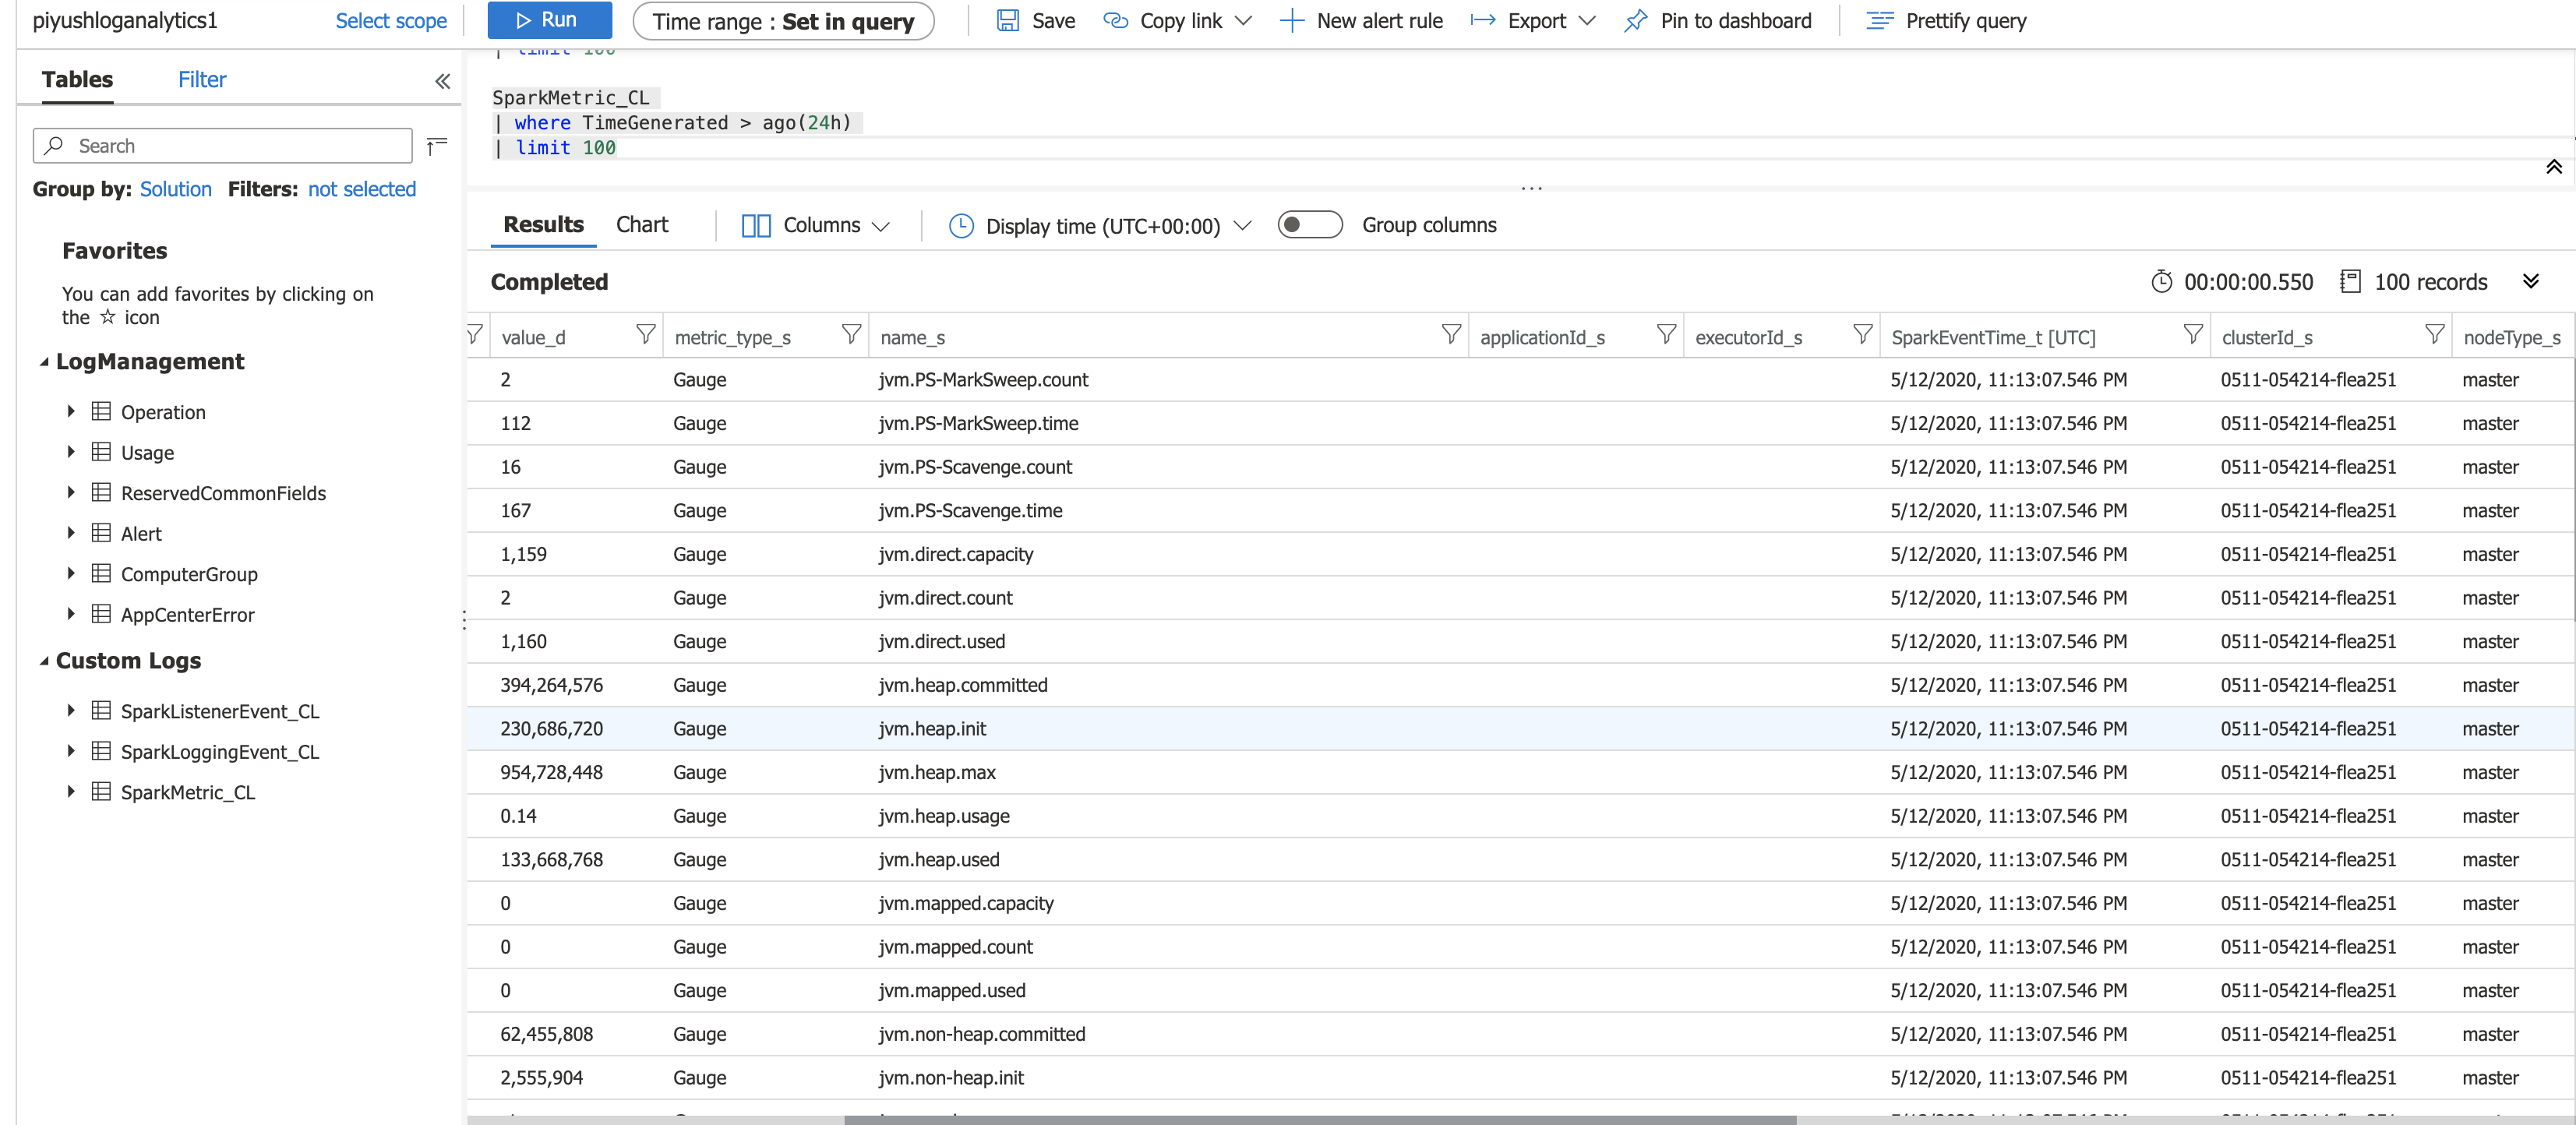 piyushloganalytics1 Select scope Run Time range : Set in query Save Copy link New alert rule Export Pin to dashboard Prettify query
Tables Filter
Search
Group by: Solution Filters: not selected
Favorites
You can add favorites by clicking on
the ☆ icon
LogManagement
Operation
Usage
ReservedCommonFields
Alert
ComputerGroup
AppCenterError
Custom Logs
SparkListenerEvent_CL
SparkLoggingEvent_CL
SparkMetric_CL
| limit 100
SparkMetric_CL
| where TimeGenerated > ago(24h)
| limit 100
Results Chart Columns Display time (UTC+00:00) Group columns
Completed 00:00:00.550 100 records
value_d metric_type_s name_s applicationId_s executorId_s SparkEventTime_t [UTC] clusterId_s nodeType_s
2 Gauge jvm.PS-MarkSweep.count 5/12/2020, 11:13:07.546 PM 0511-054214-flea251 master
112 Gauge jvm.PS-MarkSweep.time 5/12/2020, 11:13:07.546 PM 0511-054214-flea251 master
16 Gauge jvm.PS-Scavenge.count 5/12/2020, 11:13:07.546 PM 0511-054214-flea251 master
167 Gauge jvm.PS-Scavenge.time 5/12/2020, 11:13:07.546 PM 0511-054214-flea251 master
1,159 Gauge jvm.direct.capacity 5/12/2020, 11:13:07.546 PM 0511-054214-flea251 master
2 Gauge jvm.direct.count 5/12/2020, 11:13:07.546 PM 0511-054214-flea251 master
1,160 Gauge jvm.direct.used 5/12/2020, 11:13:07.546 PM 0511-054214-flea251 master
394,264,576 Gauge jvm.heap.committed 5/12/2020, 11:13:07.546 PM 0511-054214-flea251 master
230,686,720 Gauge jvm.heap.init 5/12/2020, 11:13:07.546 PM 0511-054214-flea251 master
954,728,448 Gauge jvm.heap.max 5/12/2020, 11:13:07.546 PM 0511-054214-flea251 master
0.14 Gauge jvm.heap.usage 5/12/2020, 11:13:07.546 PM 0511-054214-flea251 master
133,668,768 Gauge jvm.heap.used 5/12/2020, 11:13:07.546 PM 0511-054214-flea251 master
0 Gauge jvm.mapped.capacity 5/12/2020, 11:13:07.546 PM 0511-054214-flea251 master
0 Gauge jvm.mapped.count 5/12/2020, 11:13:07.546 PM 0511-054214-flea251 master
0 Gauge jvm.mapped.used 5/12/2020, 11:13:07.546 PM 0511-054214-flea251 master
62,455,808 Gauge jvm.non-heap.committed 5/12/2020, 11:13:07.546 PM 0511-054214-flea251 master
2,555,904 Gauge jvm.non-heap.init 5/12/2020, 11:13:07.546 PM 0511-054214-flea251 master